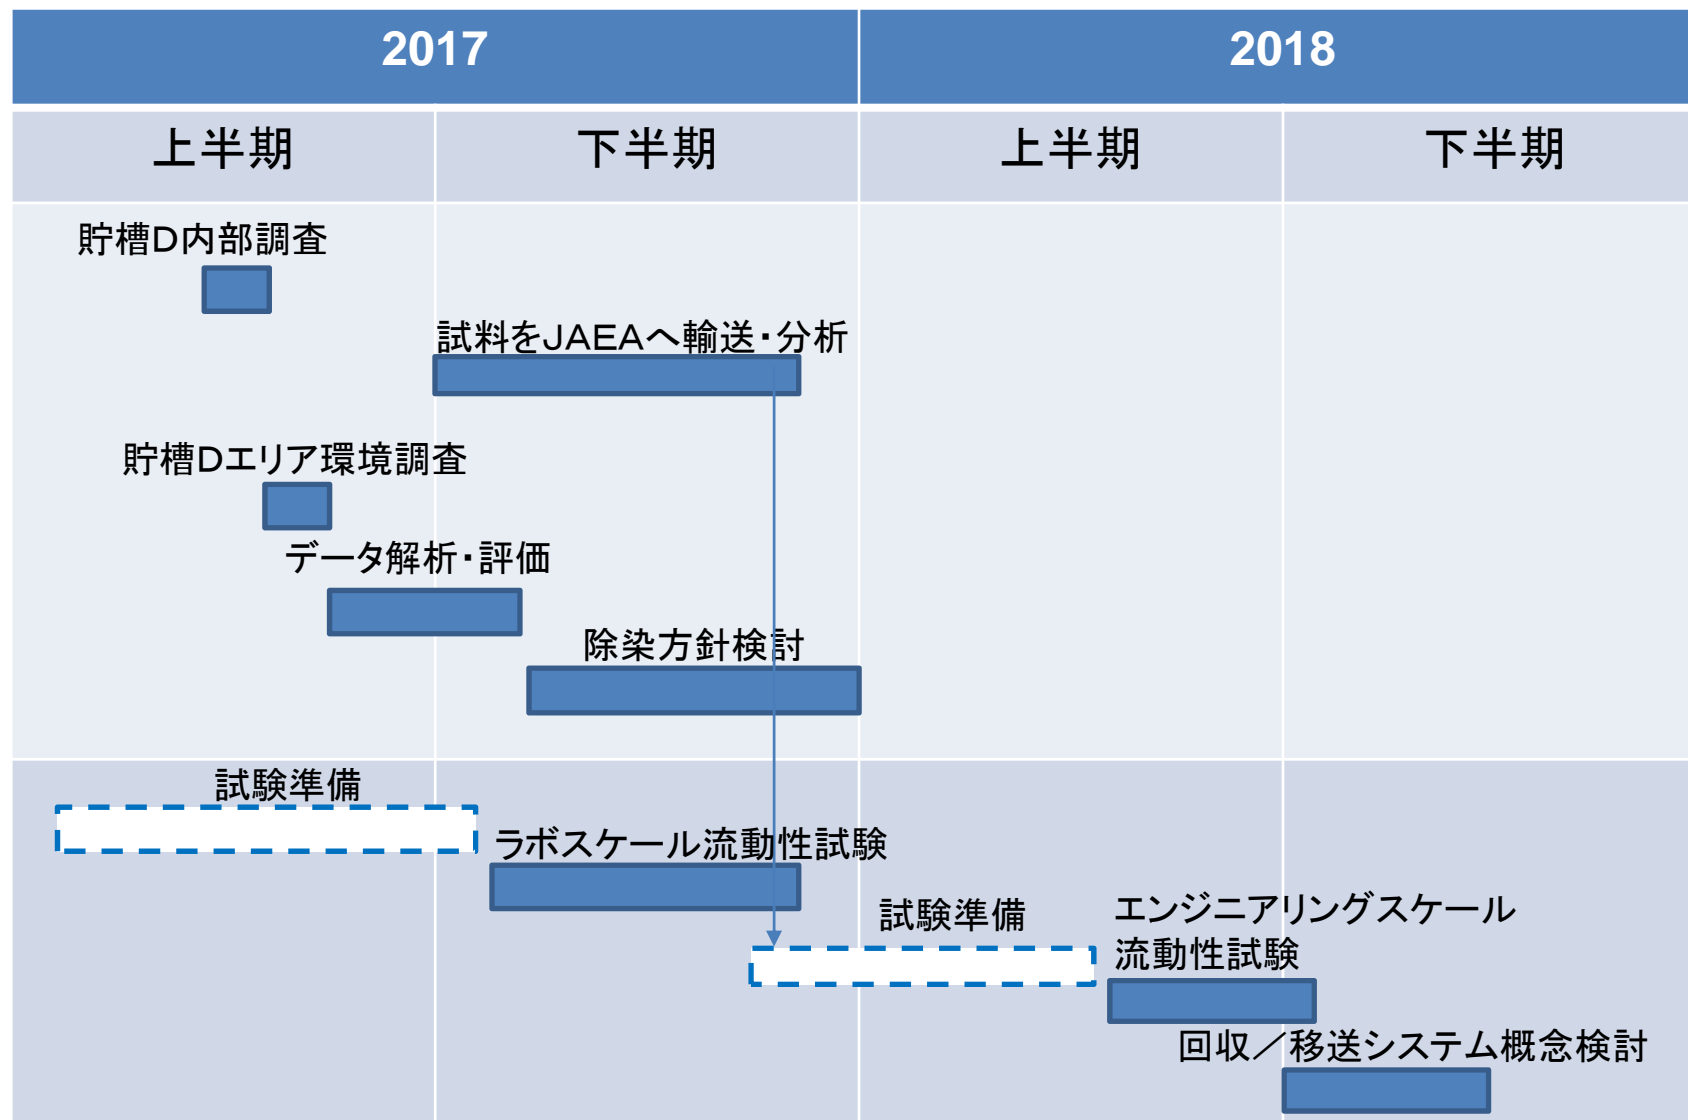 2017
2018
上半期
下半期
上半期
下半期
貯槽D内部調査
試料をJAEAへ輸送・分析
貯槽Dエリア環境調査
データ解析・評価
除染方針検討
試験準備
ラボスケール流動性試験
試験準備
エンジニアリングスケール
流動性試験
回収／移送システム概念検討